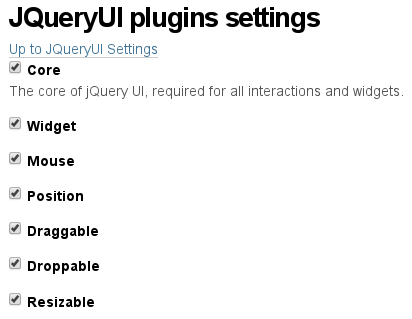 JQueryUI plugins settings
Up to JQueryUI Settings
Core
The core of jQuery UI, required for all interactions and widgets.
Widget
Mouse
Position
Draggable
Droppable
Resizable